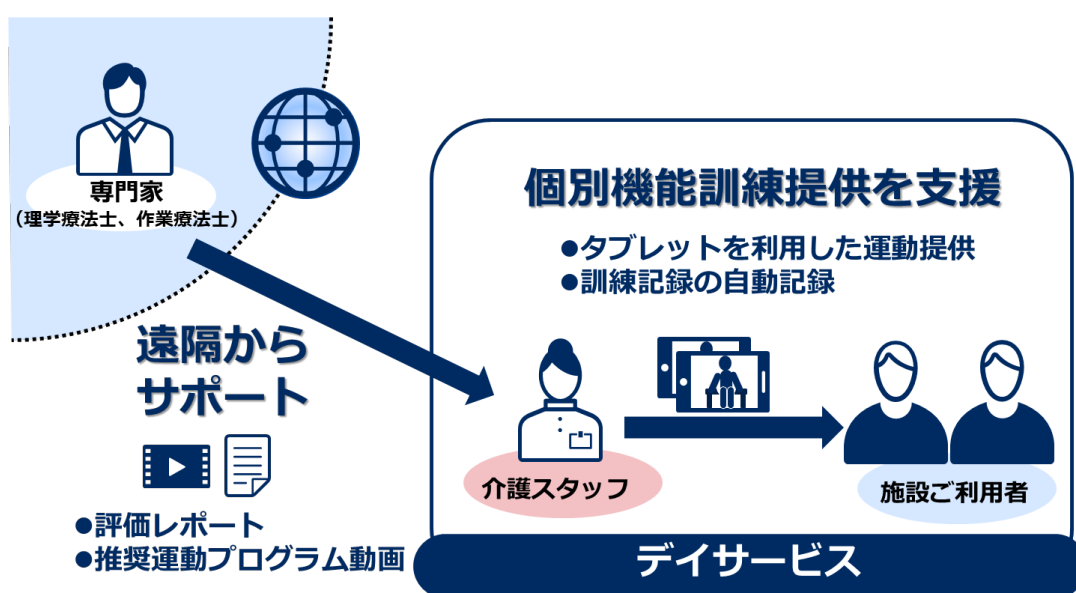 専門家
(理学療法士、作業療法士)
遠隔から
サポート
●評価レポート
●推奨運動プログラム動画
個別機能訓練提供を支援
●タブレットを利用した運動提供
●訓練記録の自動記録
介護スタッフ
施設ご利用者
デイサービス